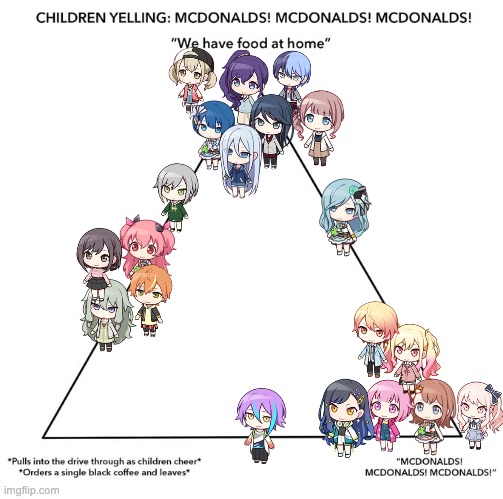 CHILDREN YELLING: MCDONALDS! MCDONALDS! MCDONALDS!
"We have food at home"
*Pulls into the drive through as children cheer*
*Orders a single black coffee and leaves*
"MCDONALDS!
MCDONALDS! MCDONALDS!"
imgflip.com